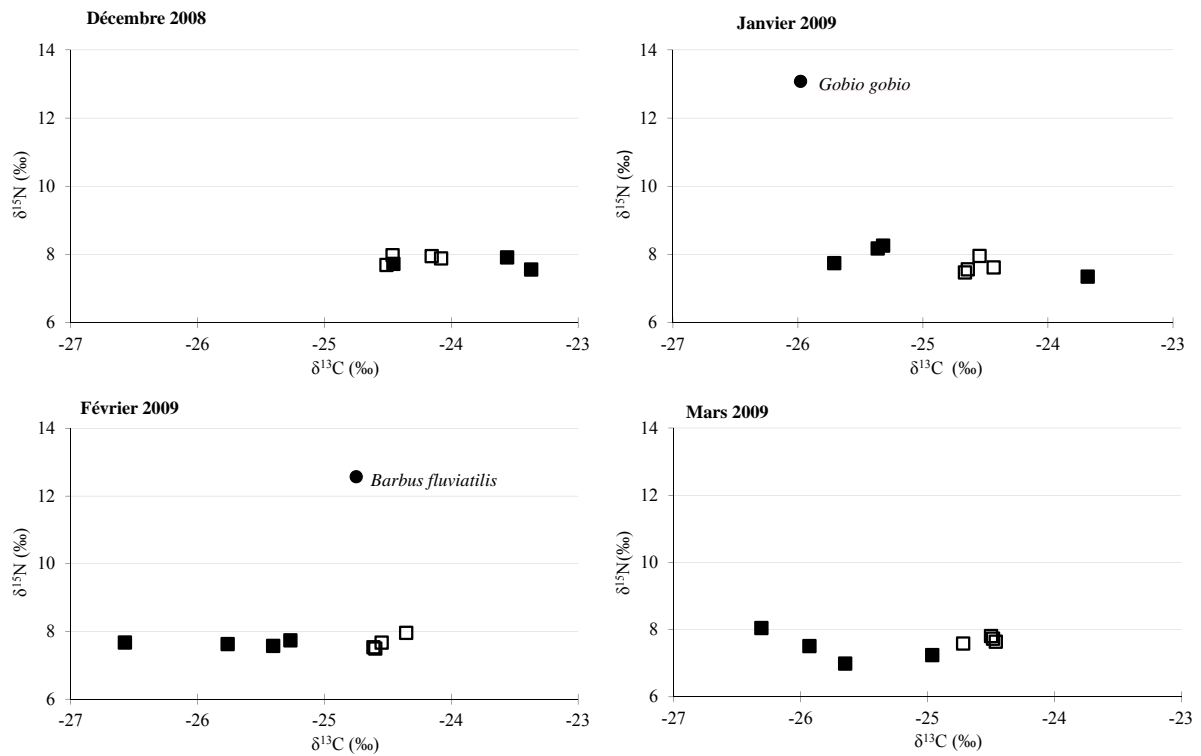 Décembre 2008
14
12
10
8
6
-27 -26 -25 -24 -23
δ¹⁵N (‰)
δ¹³C (‰)
Janvier 2009
14
12
10
8
6
-27 -26 -25 -24 -23
δ¹⁵N (‰)
δ¹³C (‰)
Gobio gobio
Février 2009
14
12
10
8
6
-27 -26 -25 -24 -23
δ¹⁵N (‰)
δ¹³C (‰)
Barbus fluviatilis
Mars 2009
14
12
10
8
6
-27 -26 -25 -24 -23
δ¹⁵N(‰)
δ¹³C (‰)